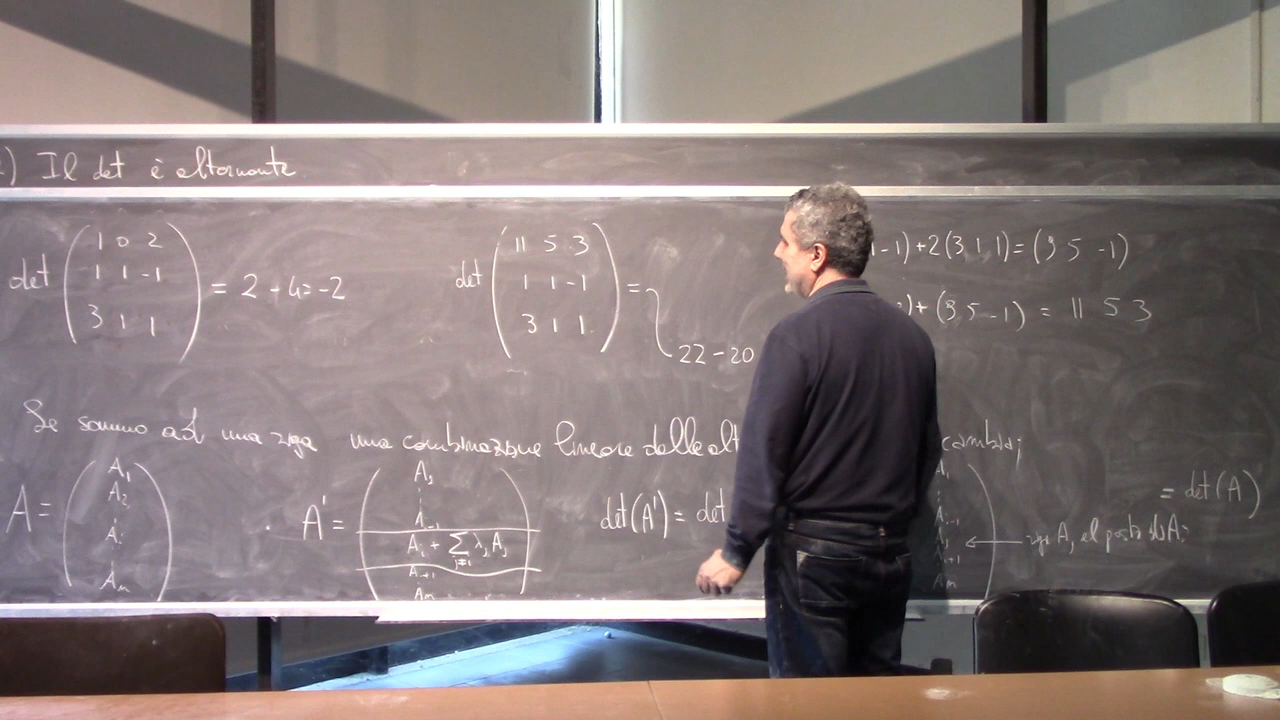 ) Il det è alternante
det ( 1 0 2 / 1 1 -1 / 3 1 1 ) = 2 - 4 = -2
det ( 11 5 3 / 1 1 -1 / 3 1 1 ) = 22 - 20
1 -1) + 2(3 1 1) = (9 5 -1)
) + (9 5 -1) = 11 5 3
Se sommo ad una riga una combinazione lineare delle alt cambia;
A = ( A1 / A2 / Ai / An )
A' = ( A1 / Ai-1 / Ai + ∑j≠i λj Aj / Ai+1 / An )
det(A') = det
Ai-1 / Aj / Ai+1 / An
← riga Aj al posto di Ai
= det(A)